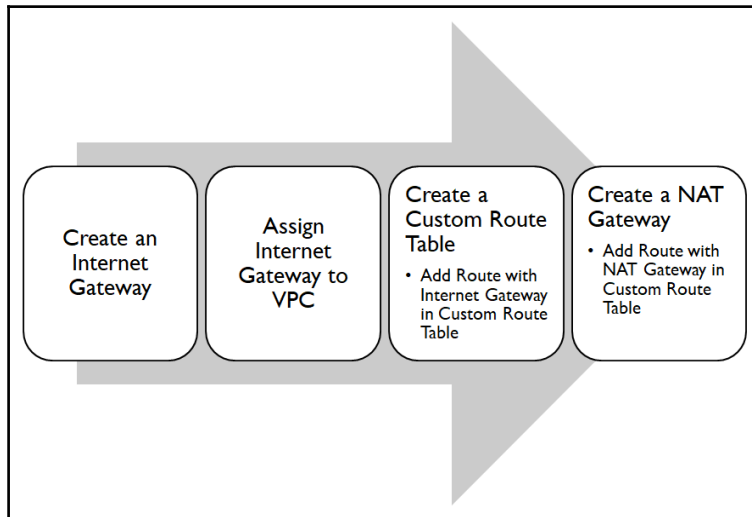 Create an
Internet
Gateway
Assign
Internet
Gateway to
VPC
Create a
Custom Route
Table
• Add Route with
Internet Gateway
in Custom Route
Table
Create a NAT
Gateway
• Add Route with
NAT Gateway in
Custom Route
Table